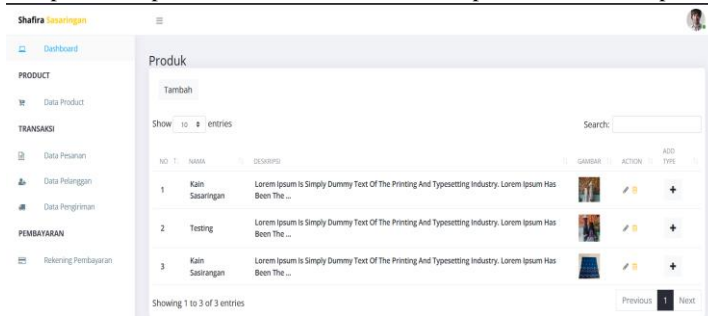 Shafira Sasaringan
Dashboard
PRODUCT
Data Product
TRANSAKSI
Data Pesanan
Data Pelanggan
Data Pengiriman
PEMBAYARAN
Rekening Pembayaran
Produk
Tambah
Show 10 entries
Search:
NO NAMA DESKRIPSI GAMBAR ACTION ADD TYPE
1 Kain Sasaringan Lorem Ipsum Is Simply Dummy Text Of The Printing And Typesetting Industry. Lorem Ipsum Has Been The ... +
2 Testing Lorem Ipsum Is Simply Dummy Text Of The Printing And Typesetting Industry. Lorem Ipsum Has Been The ... +
3 Kain Sasirangan Lorem Ipsum Is Simply Dummy Text Of The Printing And Typesetting Industry. Lorem Ipsum Has Been The ... +
Showing 1 to 3 of 3 entries
Previous 1 Next